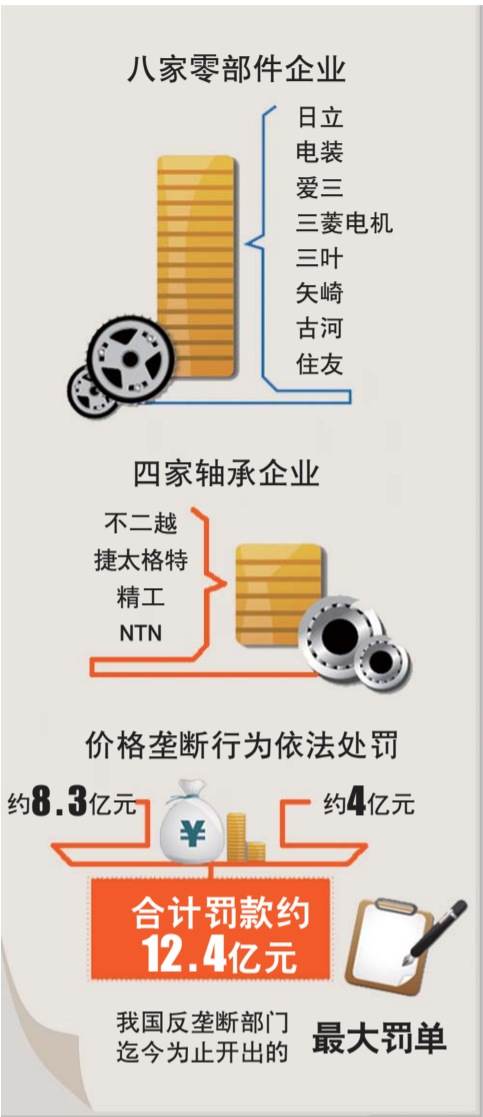 八家零部件企业
日立
电装
爱三
三菱电机
三叶
矢崎
古河
住友
四家轴承企业
不二越
捷太格特
精工
NTN
价格垄断行为依法处罚
约8.3亿元
约4亿元
¥
合计罚款约
12.4亿元
我国反垄断部门
迄今为止开出的
最大罚单